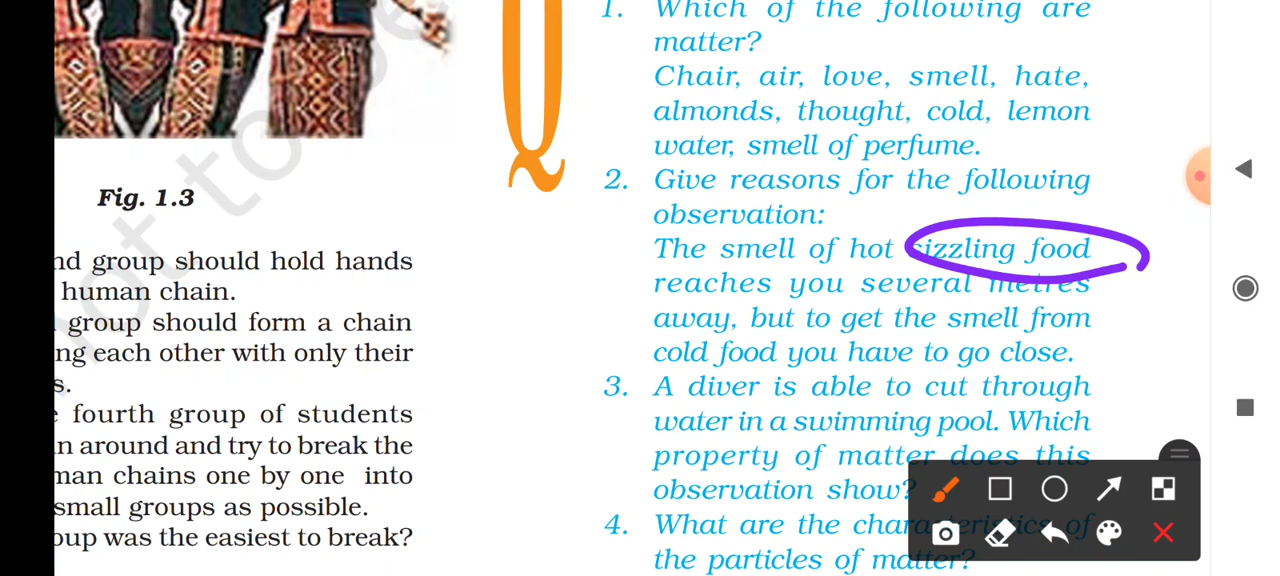 Fig. 1.3
nd group should hold hands
human chain.
group should form a chain
ng each other with only their
s.
fourth group of students
n around and try to break the
man chains one by one into
small groups as possible.
oup was the easiest to break?
not to be
Q
1. Which of the following are
matter?
Chair, air, love, smell, hate,
almonds, thought, cold, lemon
water, smell of perfume.
2. Give reasons for the following
observation:
The smell of hot sizzling food
reaches you several metres
away, but to get the smell from
cold food you have to go close.
3. A diver is able to cut through
water in a swimming pool. Which
property of matter does this
observation show?
4. What are the characteristics of
the particles of matter?